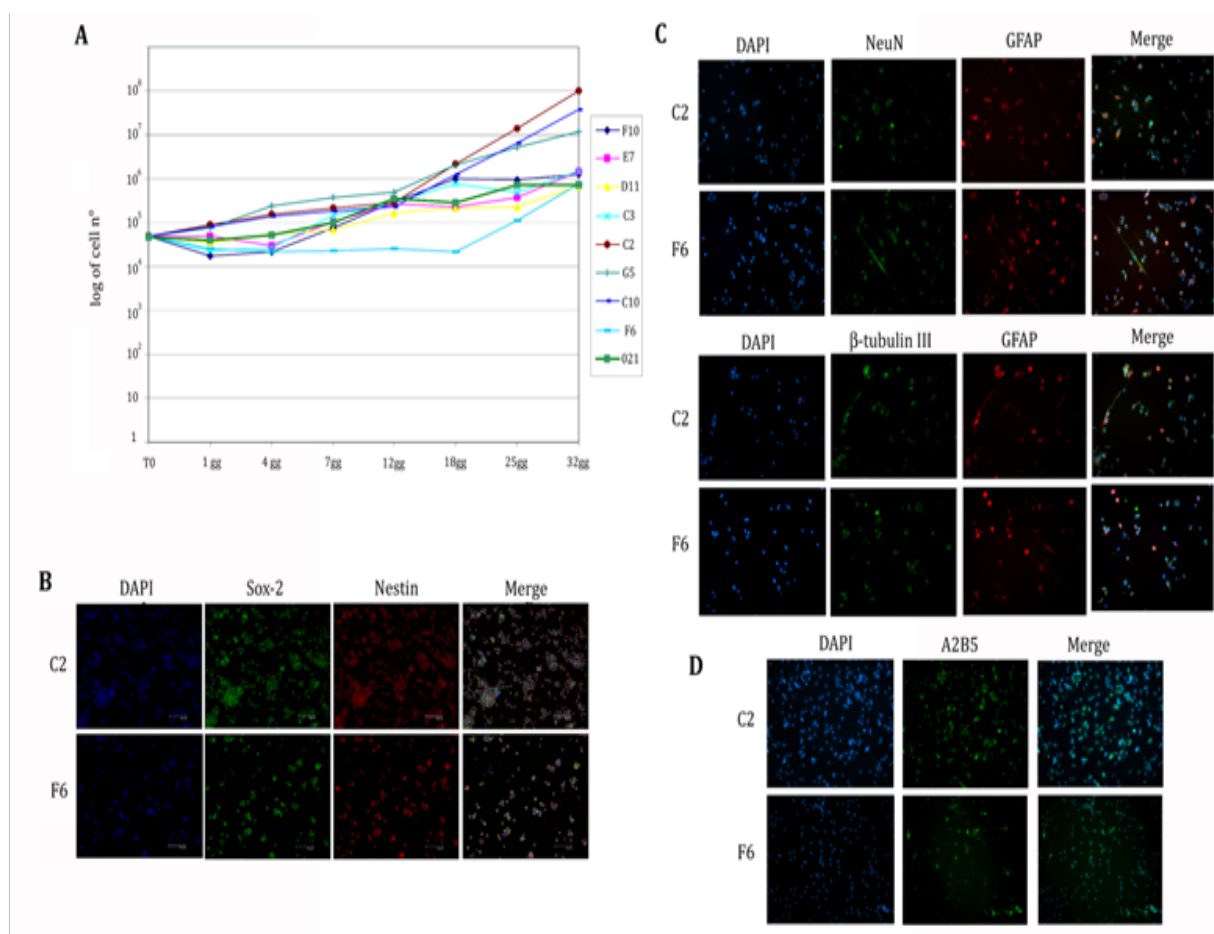 A
log of cell n°
10⁸
10⁷
10⁶
10⁵
10⁴
10³
10²
10
1
T0 1 gg 4 gg 7gg 12gg 18gg 25gg 32gg
F10
E7
D11
C3
C2
G5
C10
F6
021
B
DAPI Sox-2 Nestin Merge
C2
F6
C
DAPI NeuN GFAP Merge
C2
F6
DAPI β-tubulin III GFAP Merge
C2
F6
D
DAPI A2B5 Merge
C2
F6